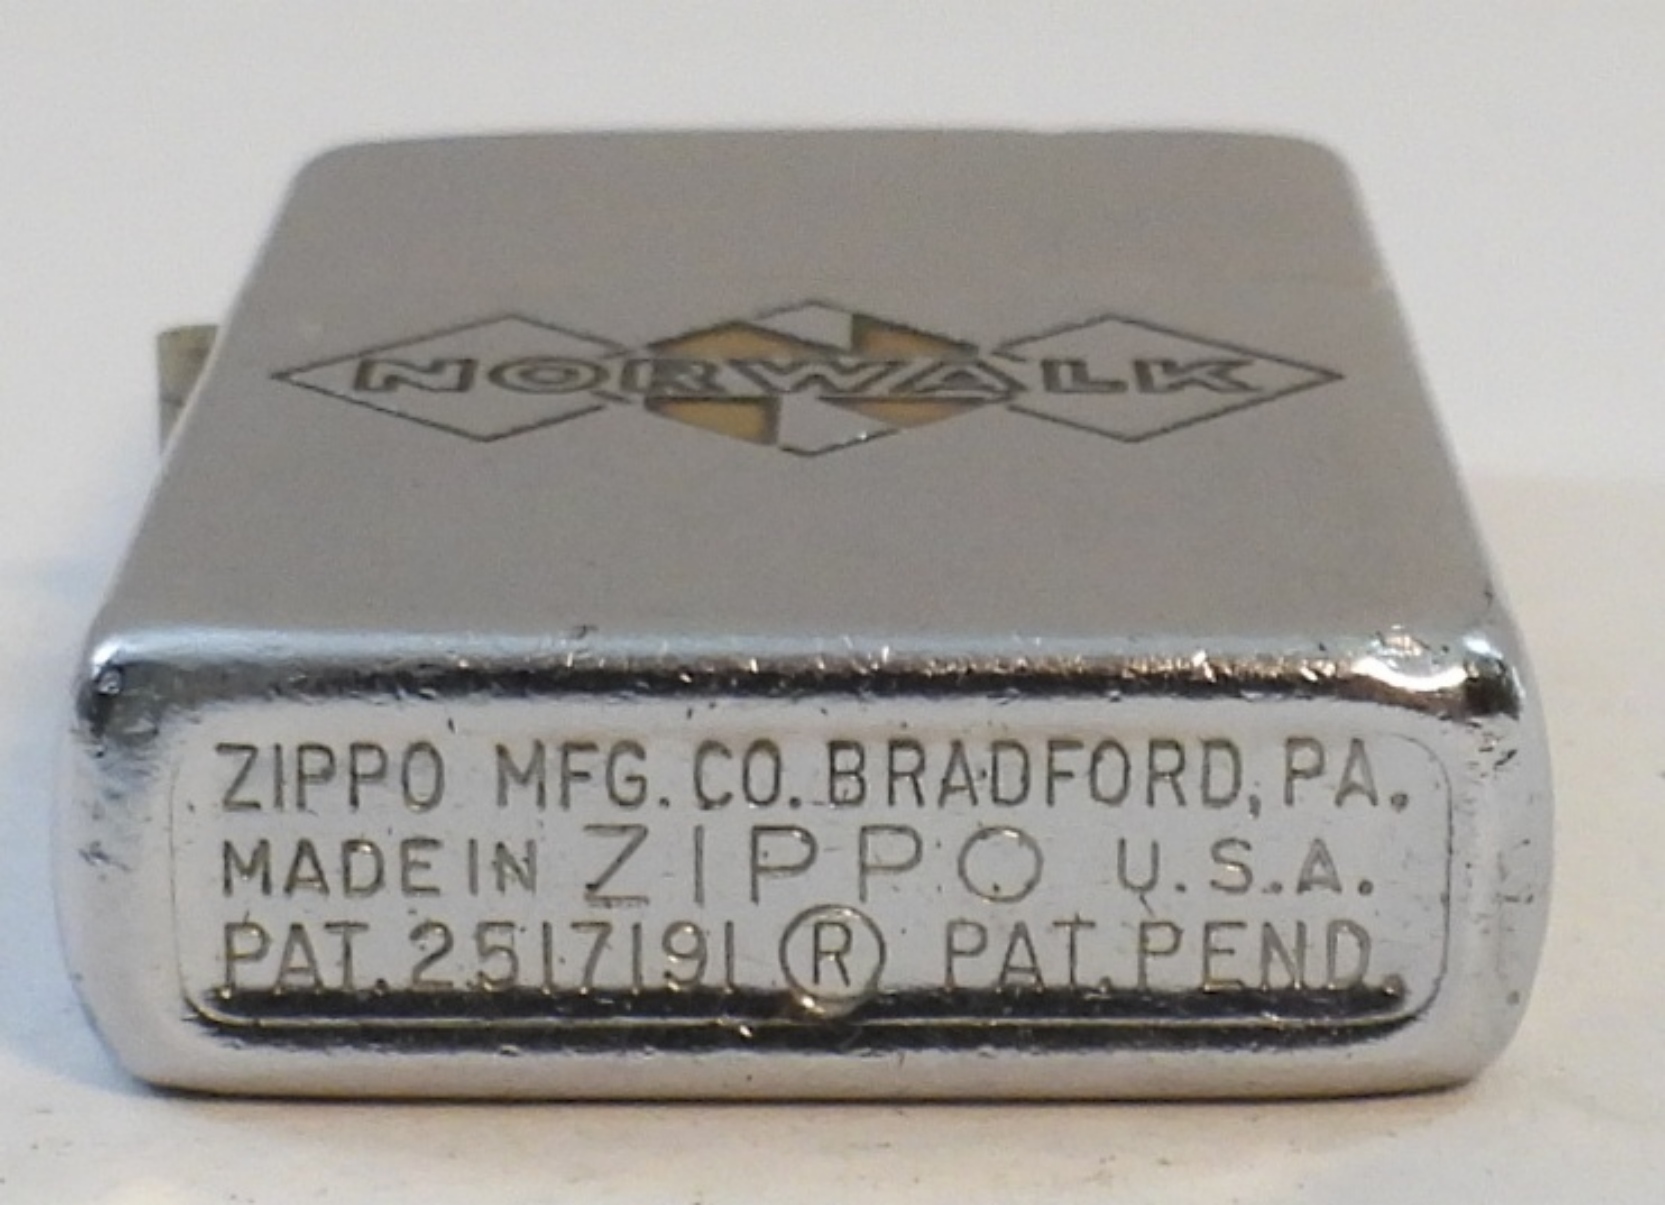 NORWALK
ZIPPO MFG. CO. BRADFORD, PA.
MADE IN ZIPPO U.S.A.
PAT. 2517191 ® PAT. PEND.